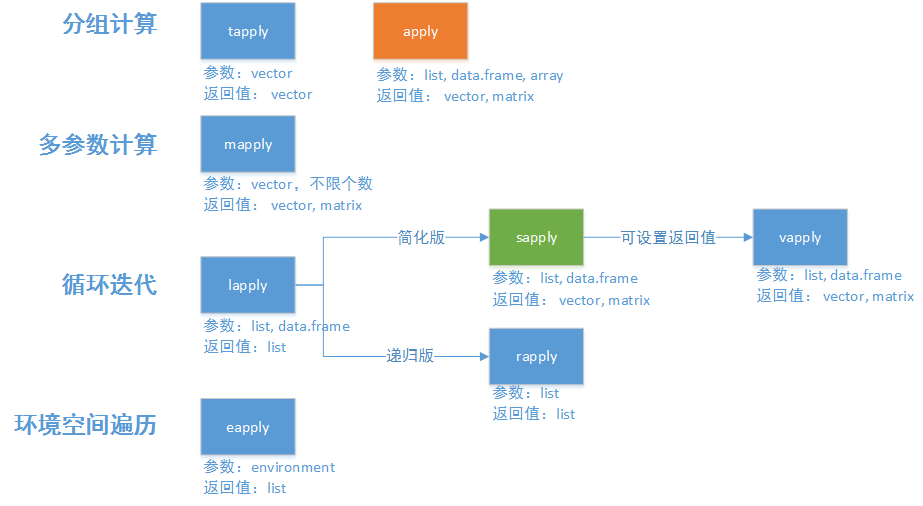 分组计算
tapply
参数：vector
返回值： vector
apply
参数：list, data.frame, array
返回值： vector, matrix
多参数计算
mapply
参数：vector，不限个数
返回值： vector, matrix
循环迭代
lapply
参数：list, data.frame
返回值：list
简化版
sapply
参数：list, data.frame
返回值： vector, matrix
可设置返回值
vapply
参数：list, data.frame
返回值： vector, matrix
递归版
rapply
参数：list
返回值：list
环境空间遍历
eapply
参数：environment
返回值：list